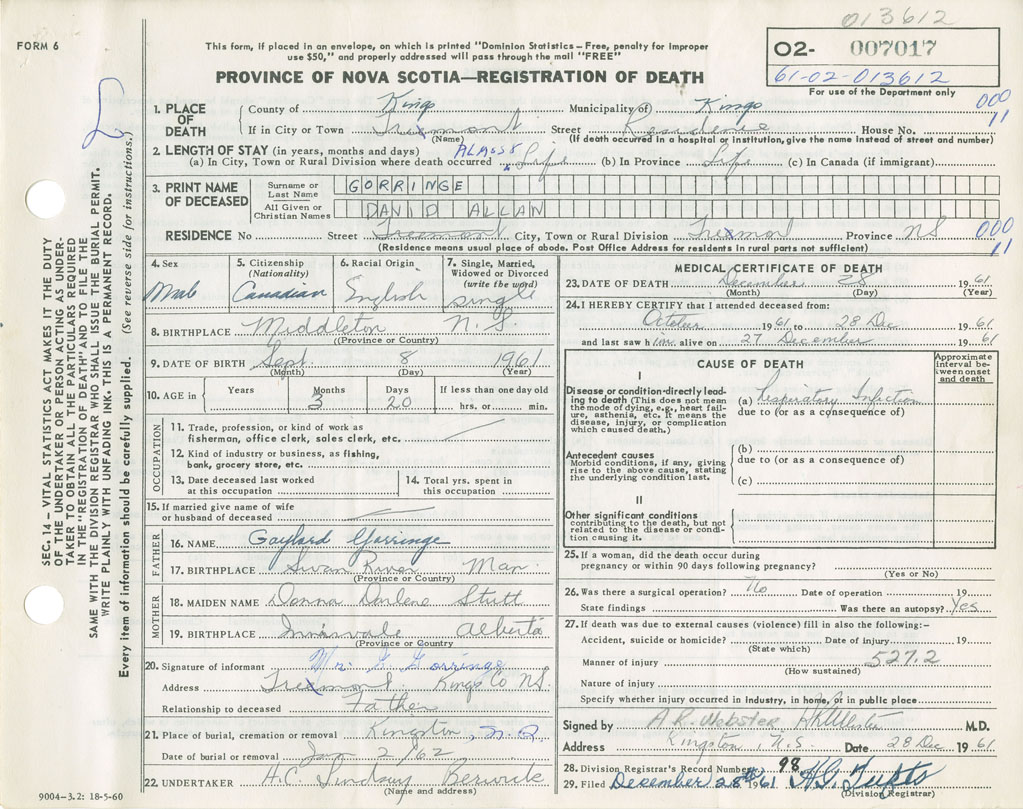 013612
FORM 6
This form, if placed in an envelope, on which is printed "Dominion Statistics – Free, penalty for improper
use $50," and properly addressed will pass through the mail "FREE"
PROVINCE OF NOVA SCOTIA—REGISTRATION OF DEATH
02- 007017
61-02-013612
For use of the Department only
000
11
1. PLACE OF DEATH
County of Kings Municipality of) Kings
If in City or Town Tremont Street Residence House No.
(Name) (If death occurred in a hospital or institution, give the name instead of street and number)
2. LENGTH OF STAY (in years, months and days)
(a) In City, Town or Rural Division where death occurred Life (b) In Province Life (c) In Canada (if immigrant)
3. PRINT NAME OF DECEASED
Surname or Last Name GORRINGE
All Given or Christian Names DAVID ALLAN
RESIDENCE No Street Tremont City, Town or Rural Division Tremont Province NS
(Residence means usual place of abode. Post Office Address for residents in rural parts not sufficient)
000
11
4. Sex Male
5. Citizenship (Nationality) Canadian
6. Racial Origin English
7. Single, Married, Widowed or Divorced (write the word) single
8. BIRTHPLACE Middleton N.S.
(Province or Country)
9. DATE OF BIRTH Sept. 8 1961
(Month) (Day) (Year)
10. AGE in Years Months 3 Days 20 If less than one day old hrs. or min.
OCCUPATION
11. Trade, profession, or kind of work as
fisherman, office clerk, sales clerk, etc.
12. Kind of industry or business, as fishing,
bank, grocery store, etc.
13. Date deceased last worked
at this occupation
14. Total yrs. spent in
this occupation
15. If married give name of wife
or husband of deceased
FATHER
16. NAME Gaylord Gorringe
17. BIRTHPLACE Swan River Man
(Province or Country)
MOTHER
18. MAIDEN NAME Donna Darlene Stutt
19. BIRTHPLACE Alberta
(Province or Country)
20. Signature of informant Mr. G Gorringe
Address Tremont Kings Co NS.
Relationship to deceased Father
21. Place of burial, cremation or removal Kingston, N.S.
Date of burial or removal Jan 2/62
22. UNDERTAKER H.C. Lindsay Berwick
(Name and address)
MEDICAL CERTIFICATE OF DEATH
23. DATE OF DEATH December 28 19 61
(Month) (Day) (Year)
24. I HEREBY CERTIFY that I attended deceased from:
October 19 61 to 28 Dec 19 61
and last saw him alive on 27 December 19 61
CAUSE OF DEATH
Approximate interval between onset and death
I
Disease or condition directly leading to death (This does not mean the mode of dying, e.g., heart failure, asthenia, etc. It means the disease, injury, or complication which caused death.)
(a) Respiratory Infection
due to (or as a consequence of)
Antecedent causes
Morbid conditions, if any, giving rise to the above cause, stating the underlying condition last.
(b)
due to (or as a consequence of)
(c)
II
Other significant conditions
contributing to the death, but not related to the disease or condition causing it.
25. If a woman, did the death occur during
pregnancy or within 90 days following pregnancy?
(Yes or No)
26. Was there a surgical operation? No Date of operation 19
State findings Was there an autopsy? Yes
27. If death was due to external causes (violence) fill in also the following:-
Accident, suicide or homicide? Date of injury 19
(State which)
Manner of injury 527.2
(How sustained)
Nature of injury
Specify whether injury occurred in industry, in home, or in public place
Signed by A.R. Webster M.D.
Address Kingston, N.S. Date 28 Dec 19 61
28. Division Registrar's Record Number 98
29. Filed December 28th 1961
(Division Registrar)
SEC. 14 – VITAL STATISTICS ACT MAKES IT THE DUTY
OF THE UNDERTAKER OR PERSON ACTING AS UNDER-
TAKER TO OBTAIN ALL THE PARTICULARS REQUIRED
IN THE "REGISTRATION OF DEATH" AND TO FILE THE
SAME WITH THE DIVISION REGISTRAR WHO SHALL ISSUE THE BURIAL PERMIT.
WRITE PLAINLY WITH UNFADING INK. THIS IS A PERMANENT RECORD.
Every item of information should be carefully supplied. (See reverse side for instructions.)
9004-3.2: 18-5-60